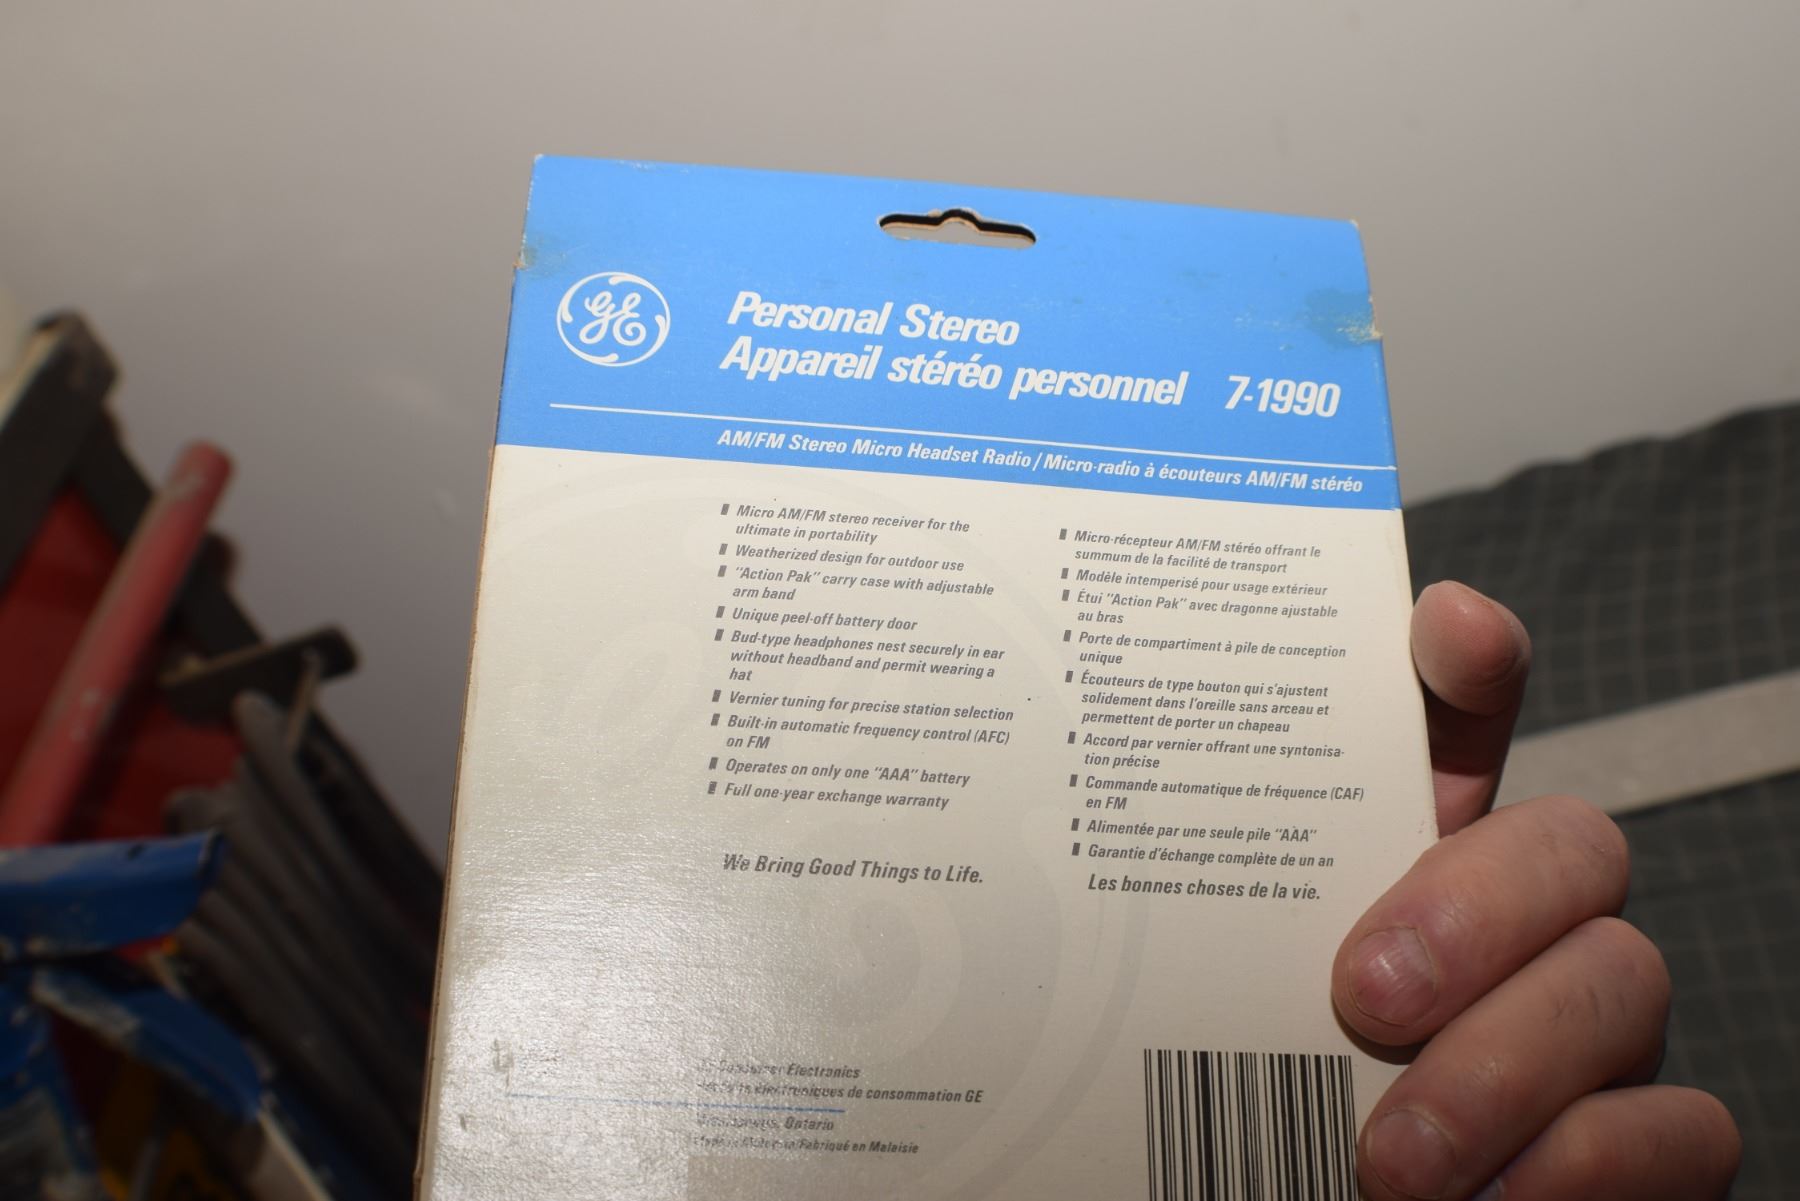 GE
Personal Stereo
Appareil stéréo personnel 7-1990
AM/FM Stereo Micro Headset Radio / Micro-radio à écouteurs AM/FM stéréo
Micro AM/FM stereo receiver for the
ultimate in portability
Weatherized design for outdoor use
"Action Pak" carry case with adjustable
arm band
Unique peel-off battery door
Bud-type headphones nest securely in ear
without headband and permit wearing a
hat
Vernier tuning for precise station selection
Built-in automatic frequency control (AFC)
on FM
Operates on only one "AAA" battery
Full one-year exchange warranty
We Bring Good Things to Life.
Micro-récepteur AM/FM stéréo offrant le
summum de la facilité de transport
Modèle intemperisé pour usage extérieur
Étui "Action Pak" avec dragonne ajustable
au bras
Porte de compartiment à pile de conception
unique
Écouteurs de type bouton qui s'ajustent
solidement dans l'oreille sans arceau et
permettent de porter un chapeau
Accord par vernier offrant une syntonisa-
tion précise
Commande automatique de fréquence (CAF)
en FM
Alimentée par une seule pile "AAA"
Garantie d'échange complète de un an
Les bonnes choses de la vie.
Consumer Electronics
électroniques de consommation GE
Ontario
Fabriqué en Malaisie